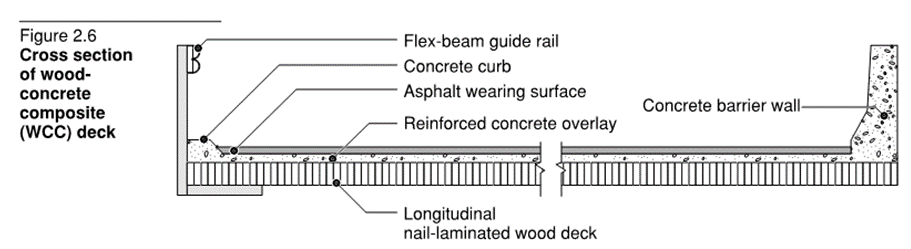 Figure 2.6
Cross section
of wood-
concrete
composite
(WCC) deck
Flex-beam guide rail
Concrete curb
Asphalt wearing surface
Concrete barrier wall
Reinforced concrete overlay
Longitudinal
nail-laminated wood deck